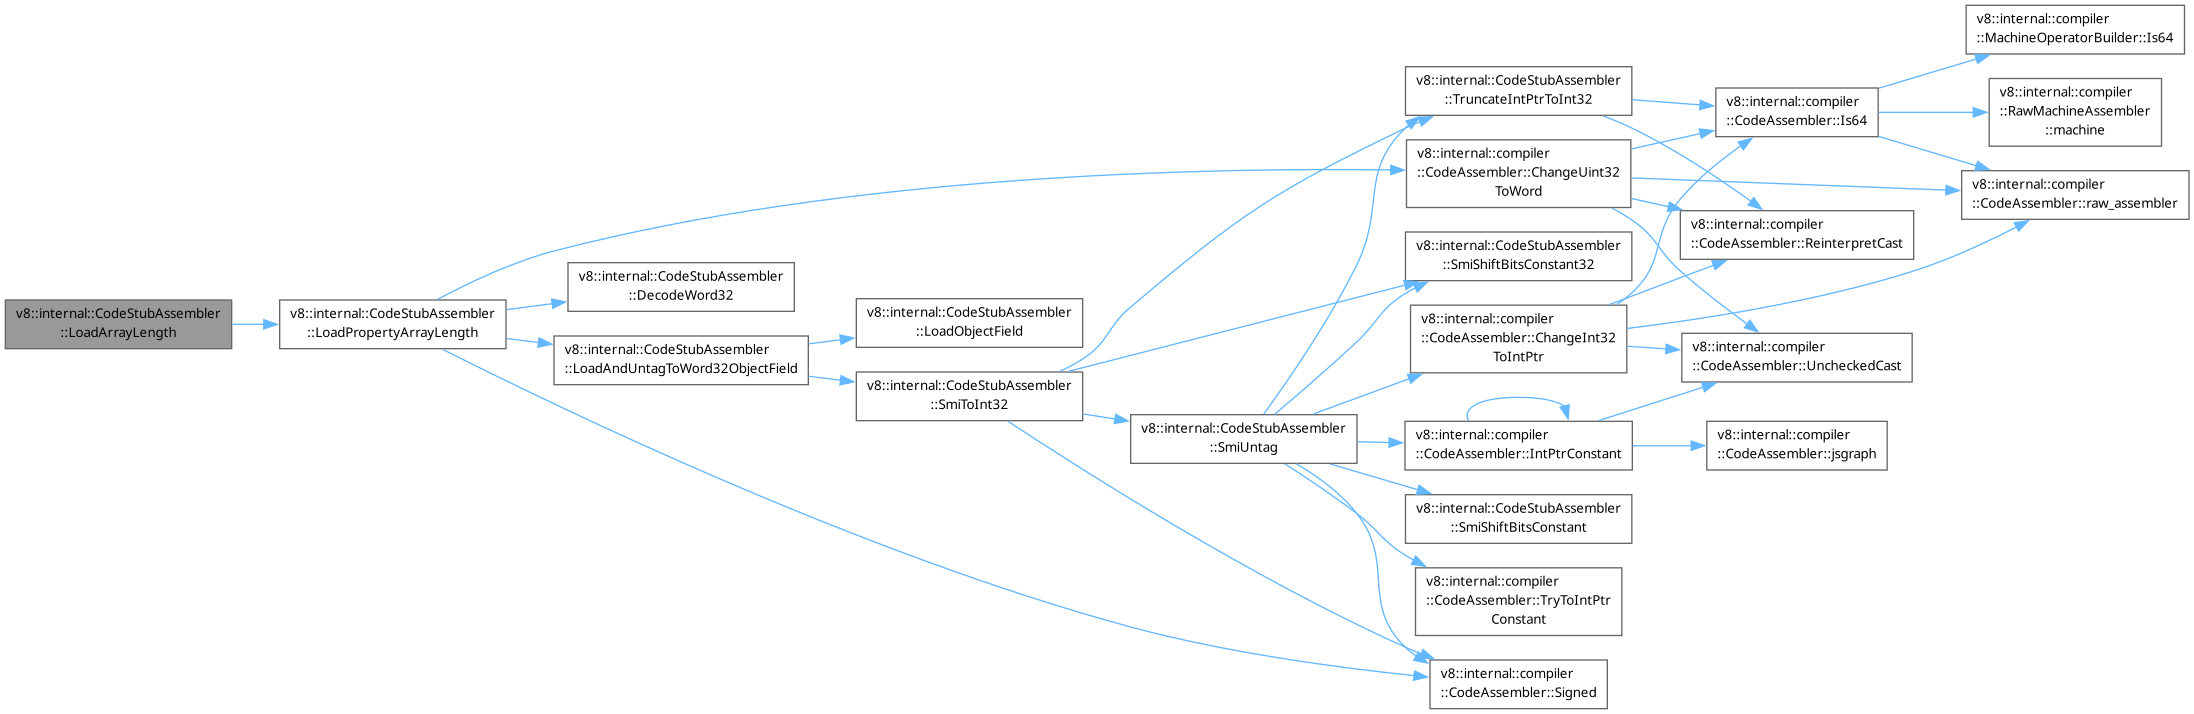 v8::internal::CodeStubAssembler
::LoadArrayLength
v8::internal::CodeStubAssembler
::LoadPropertyArrayLength
v8::internal::CodeStubAssembler
::DecodeWord32
v8::internal::CodeStubAssembler
::LoadAndUntagToWord32ObjectField
v8::internal::CodeStubAssembler
::LoadObjectField
v8::internal::CodeStubAssembler
::SmiToInt32
v8::internal::CodeStubAssembler
::SmiUntag
v8::internal::CodeStubAssembler
::TruncateIntPtrToInt32
v8::internal::compiler
::CodeAssembler::ChangeUint32
ToWord
v8::internal::CodeStubAssembler
::SmiShiftBitsConstant32
v8::internal::compiler
::CodeAssembler::ChangeInt32
ToIntPtr
v8::internal::compiler
::CodeAssembler::IntPtrConstant
v8::internal::CodeStubAssembler
::SmiShiftBitsConstant
v8::internal::compiler
::CodeAssembler::TryToIntPtr
Constant
v8::internal::compiler
::CodeAssembler::Signed
v8::internal::compiler
::CodeAssembler::Is64
v8::internal::compiler
::CodeAssembler::ReinterpretCast
v8::internal::compiler
::CodeAssembler::UncheckedCast
v8::internal::compiler
::CodeAssembler::jsgraph
v8::internal::compiler
::MachineOperatorBuilder::Is64
v8::internal::compiler
::RawMachineAssembler
::machine
v8::internal::compiler
::CodeAssembler::raw_assembler